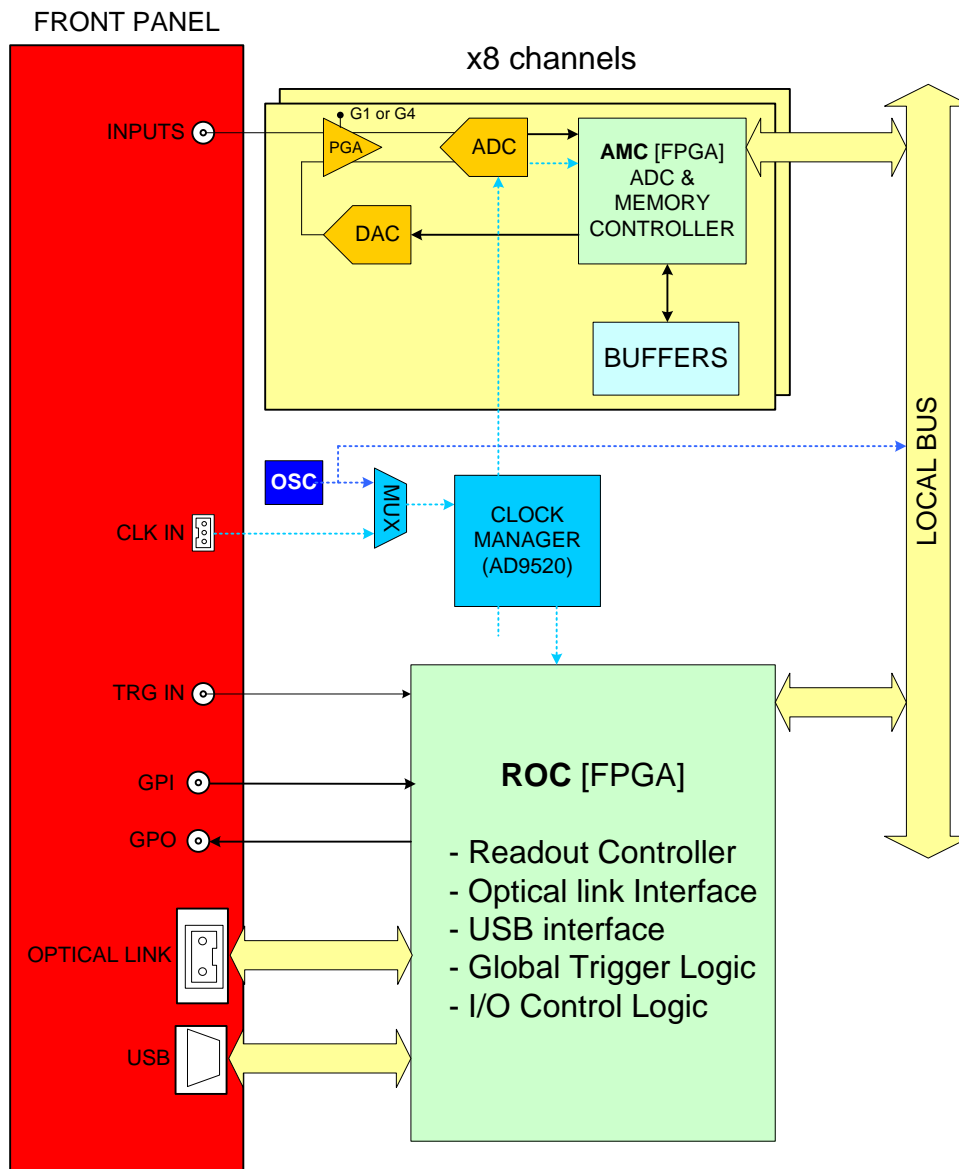 FRONT PANEL
x8 channels
INPUTS
G1 or G4
PGA
ADC
AMC [FPGA]
ADC &
MEMORY
CONTROLLER
DAC
BUFFERS
LOCAL BUS
OSC
MUX
CLK IN
CLOCK
MANAGER
(AD9520)
TRG IN
GPI
GPO
ROC [FPGA]
- Readout Controller
- Optical link Interface
- USB interface
- Global Trigger Logic
- I/O Control Logic
OPTICAL LINK
USB